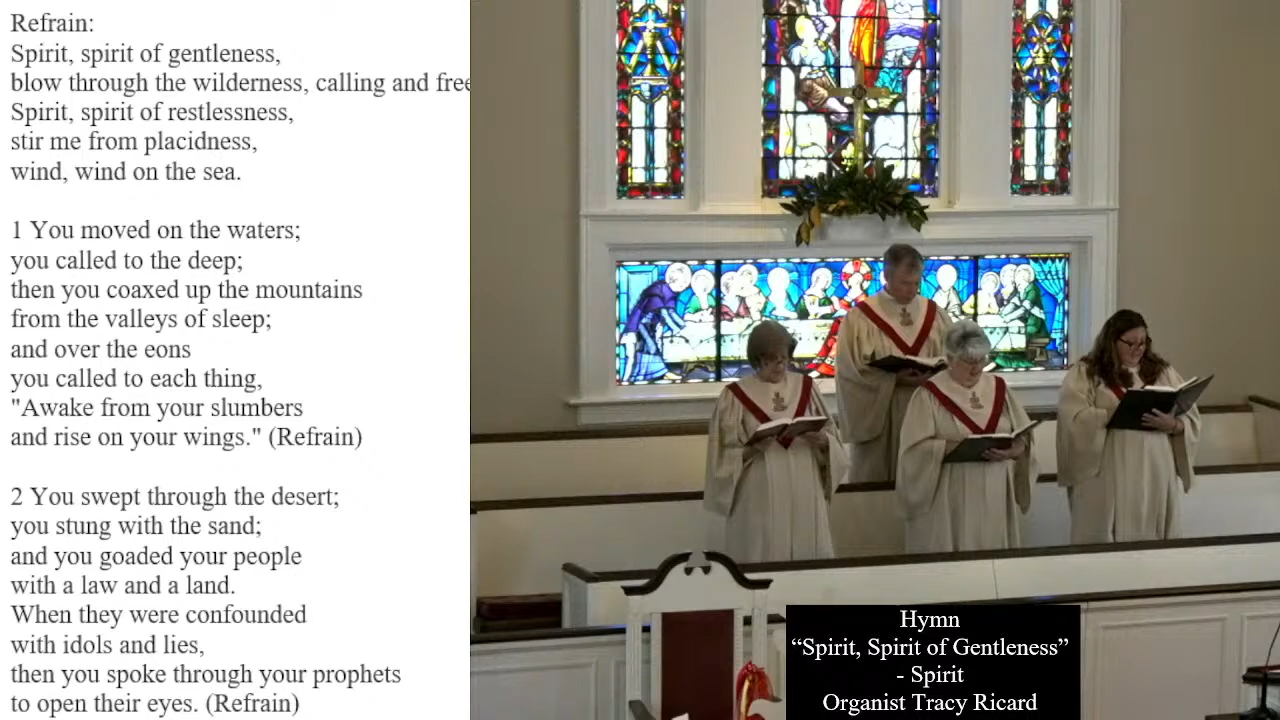 Refrain:
Spirit, spirit of gentleness,
blow through the wilderness, calling and free
Spirit, spirit of restlessness,
stir me from placidness,
wind, wind on the sea.
1 You moved on the waters;
you called to the deep;
then you coaxed up the mountains
from the valleys of sleep;
and over the eons
you called to each thing,
"Awake from your slumbers
and rise on your wings." (Refrain)
2 You swept through the desert;
you stung with the sand;
and you goaded your people
with a law and a land.
When they were confounded
with idols and lies,
then you spoke through your prophets
to open their eyes. (Refrain)
Hymn
“Spirit, Spirit of Gentleness”
- Spirit
Organist Tracy Ricard